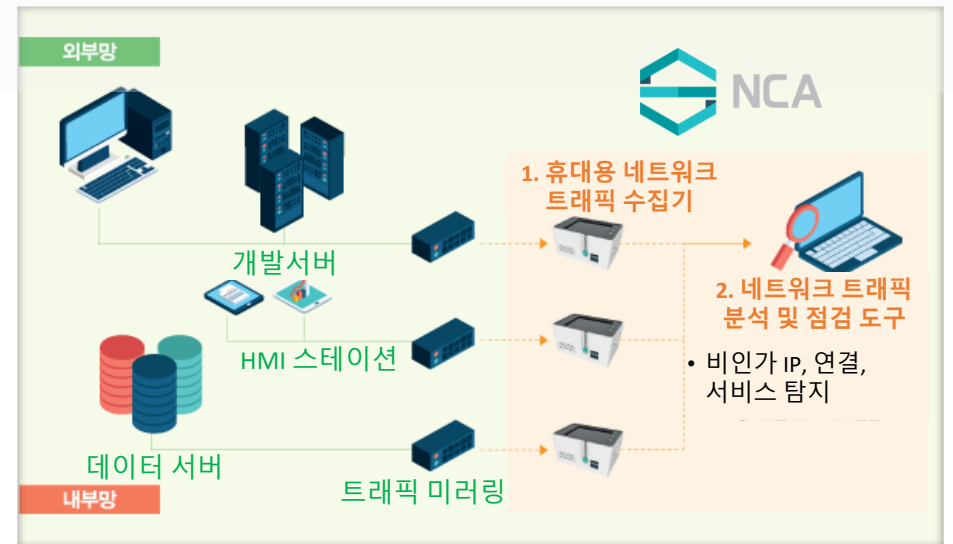 외부망
NCA
1. 휴대용 네트워크
트래픽 수집기
개발서버
2. 네트워크 트래픽
분석 및 점검 도구
HMI 스테이션
• 비인가 IP, 연결,
서비스 탐지
데이터 서버
트래픽 미러링
내부망